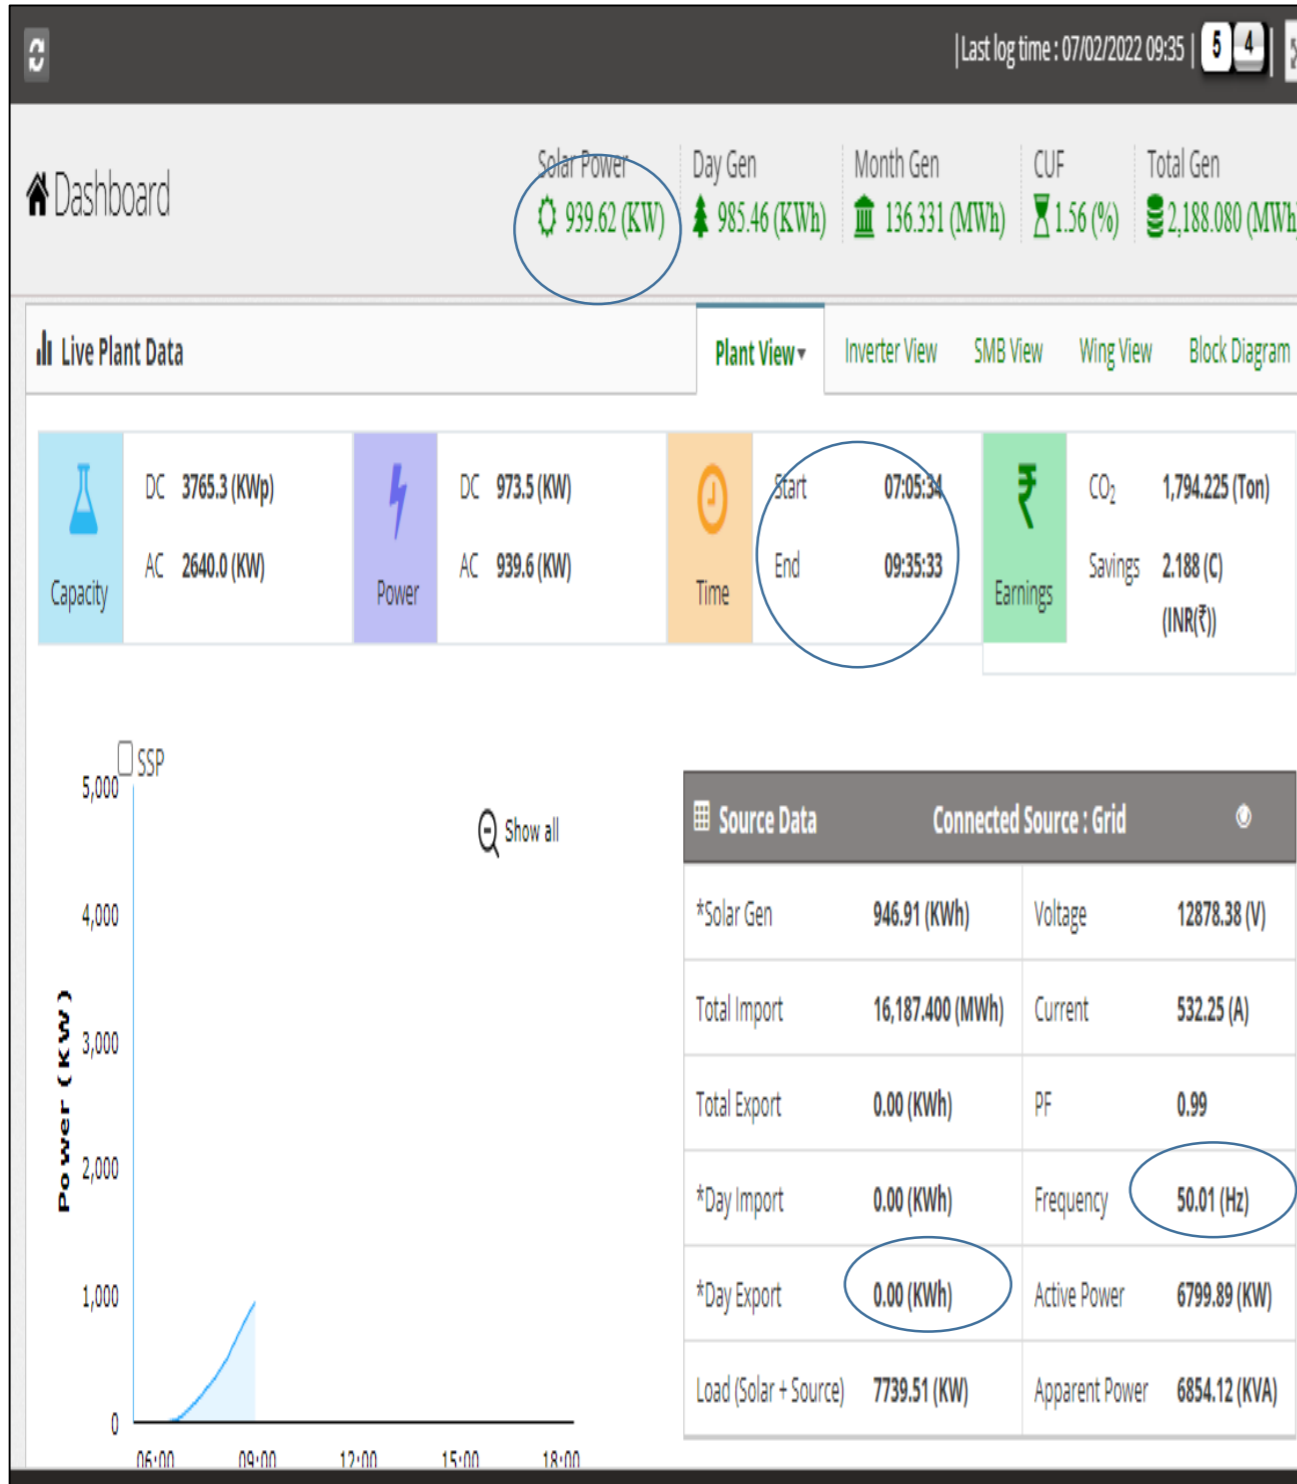 |Last log time : 07/02/2022 09:35 | 5 4 |
Dashboard
Solar Power Day Gen Month Gen CUF Total Gen
939.62 (KW) 985.46 (KWh) 136.331 (MWh) 1.56 (%) 2,188.080 (MWh)
Live Plant Data Plant View Inverter View SMB View Wing View Block Diagram
DC 3765.3 (KWp) DC 973.5 (KW) Start 07:05:34 ₹ CO₂ 1,794.225 (Ton)
AC 2640.0 (KW) AC 939.6 (KW) End 09:35:33 Savings 2.188 (C)
(INR(₹))
Capacity Power Time Earnings
SSP
Show all
Power (KW)
5,000
4,000
3,000
2,000
1,000
0
06:00 09:00 12:00 15:00 18:00
Source Data Connected Source : Grid
*Solar Gen 946.91 (KWh) Voltage 12878.38 (V)
Total Import 16,187.400 (MWh) Current 532.25 (A)
Total Export 0.00 (KWh) PF 0.99
*Day Import 0.00 (KWh) Frequency 50.01 (Hz)
*Day Export 0.00 (KWh) Active Power 6799.89 (KW)
Load (Solar + Source) 7739.51 (KW) Apparent Power 6854.12 (KVA)